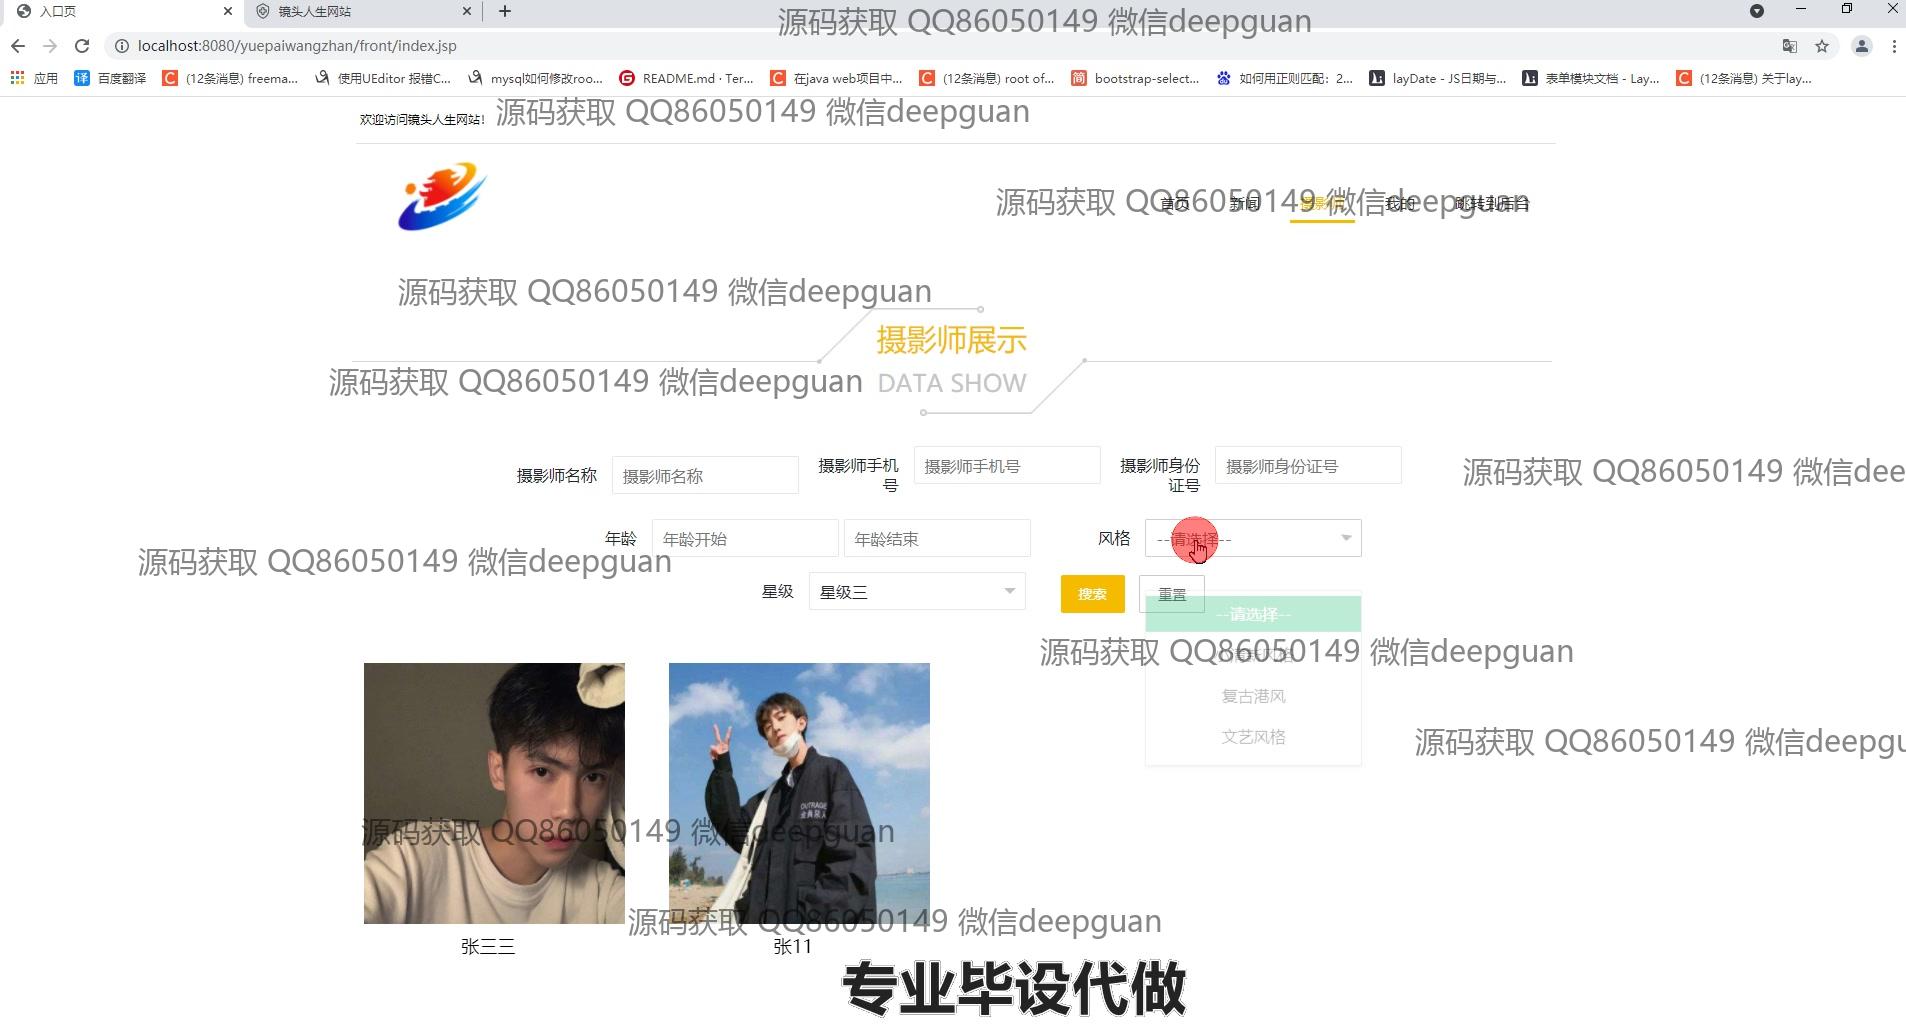 入口页
镜头人生网站
源码获取 QQ86050149 微信deepguan
localhost:8080/yuepaiwangzhan/front/index.jsp
应用
百度翻译
(12条消息) freema...
使用UEditor 报错C...
mysql如何修改roo...
README.md · Ter...
在java web项目中...
(12条消息) root of...
bootstrap-select...
如何用正则匹配：2...
layDate - JS日期与...
表单模块文档 - Lay...
(12条消息) 关于lay...
欢迎访问镜头人生网站!
源码获取 QQ86050149 微信deepguan
首页
新闻
摄影师
我的
跳转到后台
源码获取 QQ86050149 微信deepguan
源码获取 QQ86050149 微信deepguan
摄影师展示
源码获取 QQ86050149 微信deepguan
DATA SHOW
摄影师名称
摄影师名称
摄影师手机
号
摄影师手机号
摄影师身份
证号
摄影师身份证号
源码获取 QQ86050149 微信dee
年龄
年龄开始
年龄结束
风格
--请选择--
源码获取 QQ86050149 微信deepguan
星级
星级三
搜索
重置
--请选择--
源码获取 QQ86050149 微信deepguan
复古港风
文艺风格
源码获取 QQ86050149 微信deepgu
OUTRAGE
源码获取 QQ86050149 微信deepguan
源码获取 QQ86050149 微信deepguan
张三三
张11
专业毕设代做